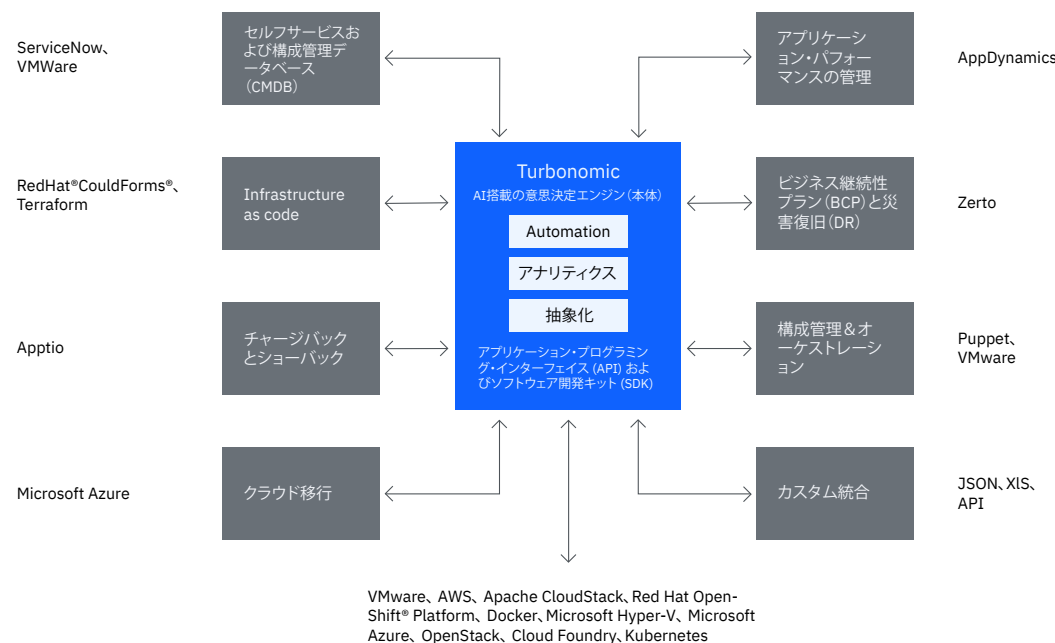 ServiceNow、
VMWare
セルフサービスお
よび構成管理デ
ータベース
(CMDB)
アプリケーシ
ョン・パフォー
マンスの管理
AppDynamics
RedHat®CouldForms®、
Terraform
Infrastructure
as code
Turbonomic
AI搭載の意思決定エンジン(本体)
Automation
アナリティクス
抽象化
アプリケーション・プログラミン
グ・インターフェイス (API) およ
びソフトウェア開発キット (SDK)
ビジネス継続性
プラン(BCP)と災
害復旧(DR)
Zerto
Apptio
チャージバック
とショーバック
構成管理&オ
ーケストレーシ
ョン
Puppet、
VMware
Microsoft Azure
クラウド移行
カスタム統合
JSON、XlS、
API
VMware、AWS、Apache CloudStack、Red Hat Open-
Shift® Platform、Docker、Microsoft Hyper-V、Microsoft
Azure、OpenStack、Cloud Foundry、Kubernetes